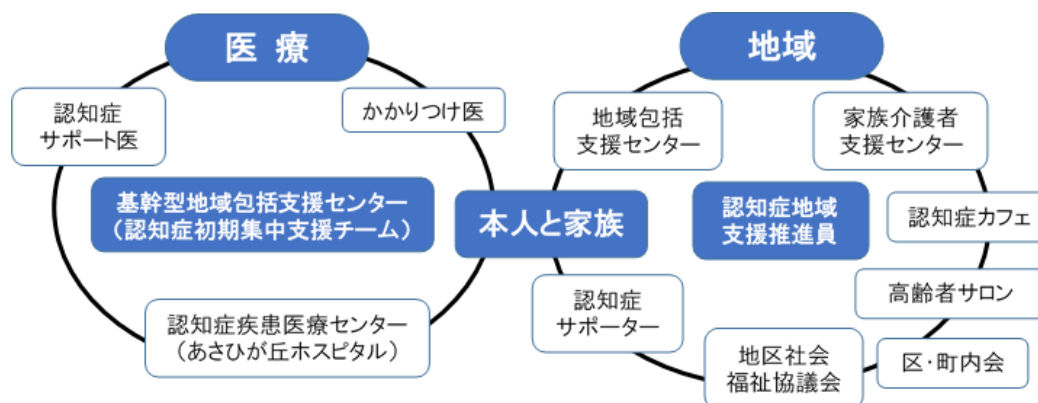 医 療
認知症
サポート医
かかりつけ医
基幹型地域包括支援センター
（認知症初期集中支援チーム）
認知症疾患医療センター
（あさひが丘ホスピタル）
本人と家族
地域
地域包括
支援センター
家族介護者
支援センター
認知症地域
支援推進員
認知症カフェ
高齢者サロン
区・町内会
地区社会
福祉協議会
認知症
サポーター